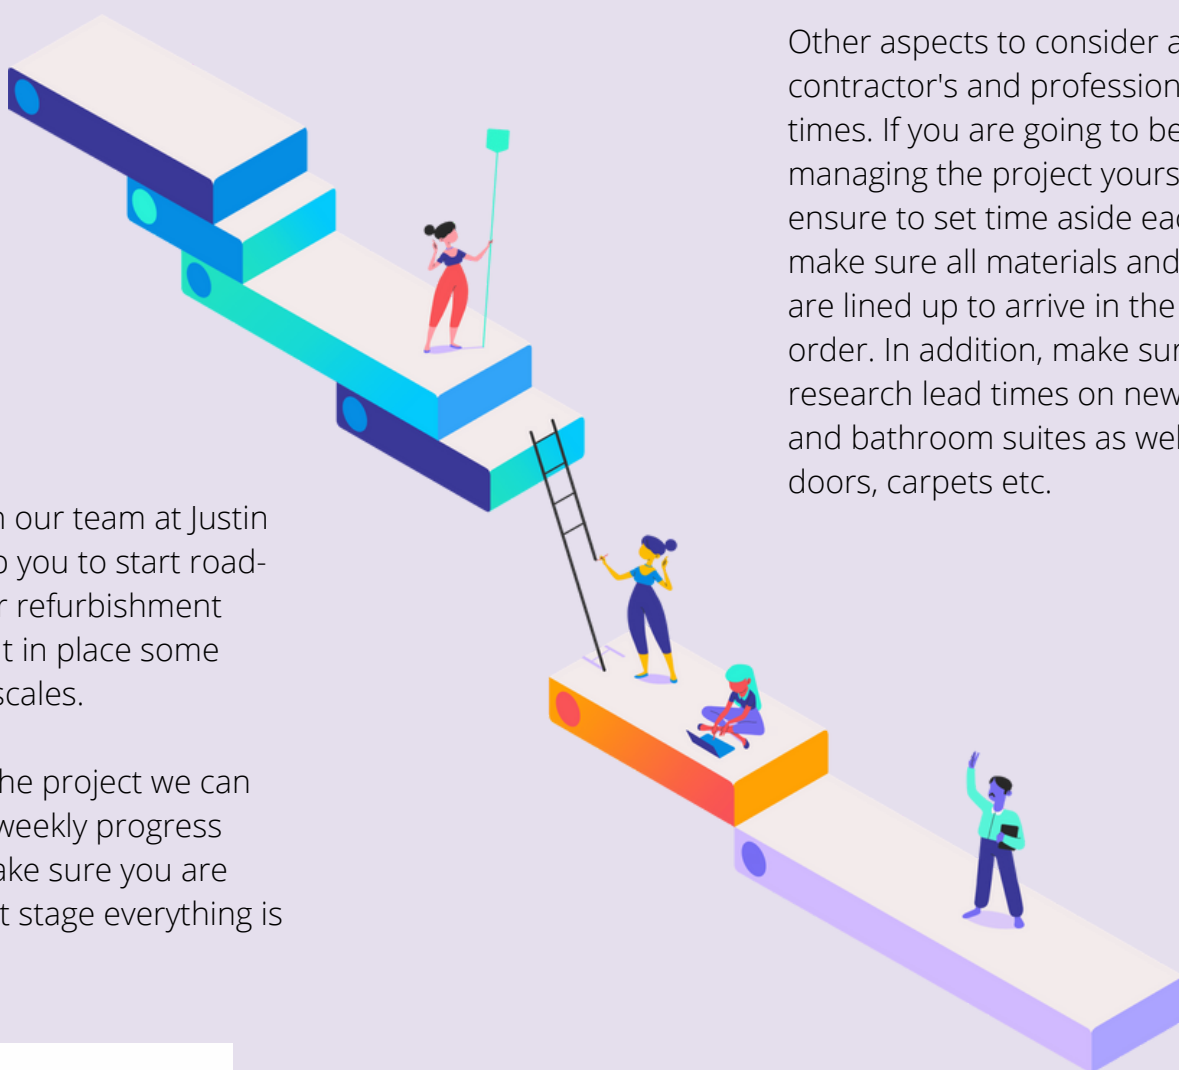 n our team at Justin
p you to start road-
r refurbishment
t in place some
scales.
he project we can
weekly progress
ake sure you are
t stage everything is
Other aspects to consider a
contractor's and profession
times. If you are going to be
managing the project yours
ensure to set time aside eac
make sure all materials and
are lined up to arrive in the
order. In addition, make sur
research lead times on new
and bathroom suites as wel
doors, carpets etc.